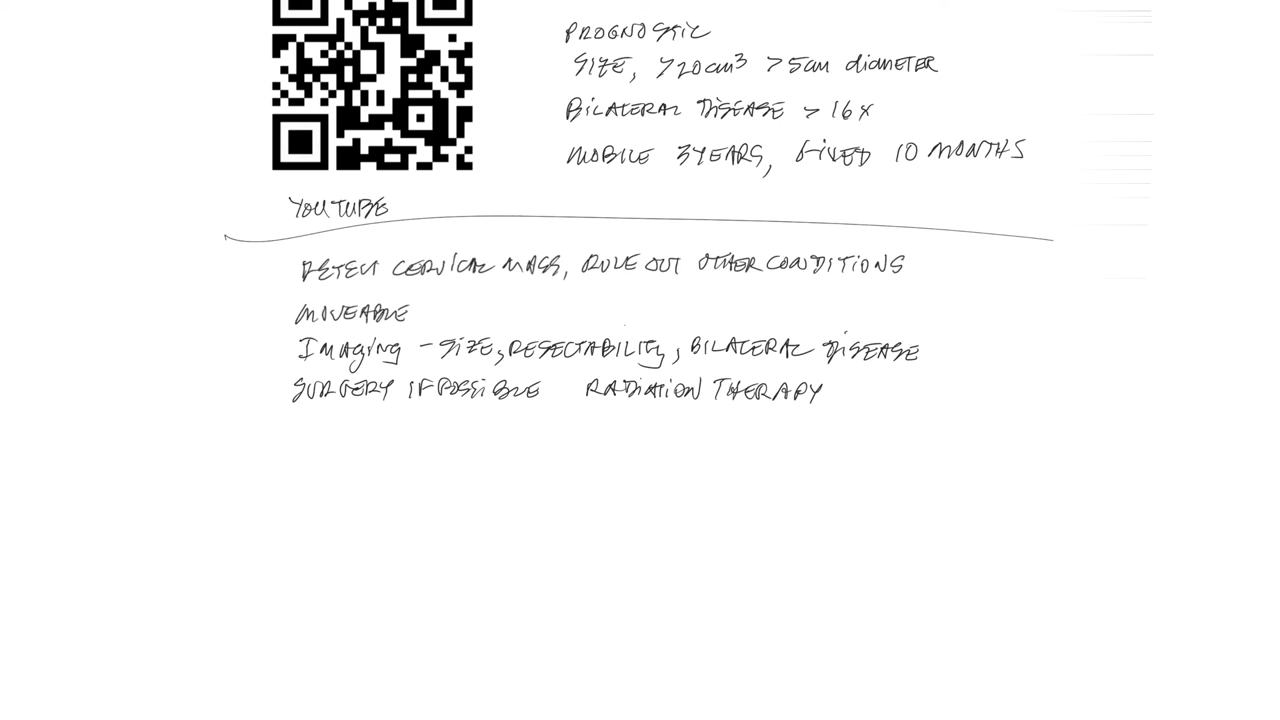 PROGNOSTIC
SIZE, >20cm³ >5cm diameter
BILATERAL DISEASE > 16x
MOBILE 3YEARS, FIXED 10 MONTHS
YOUTUBE
DETECT CERVICAL MASS, RULE OUT OTHER CONDITIONS
MOVEABLE
Imaging - SIZE, RESECTABILITY, BILATERAL DISEASE
SURGERY IF POSSIBLE RADIATION THERAPY